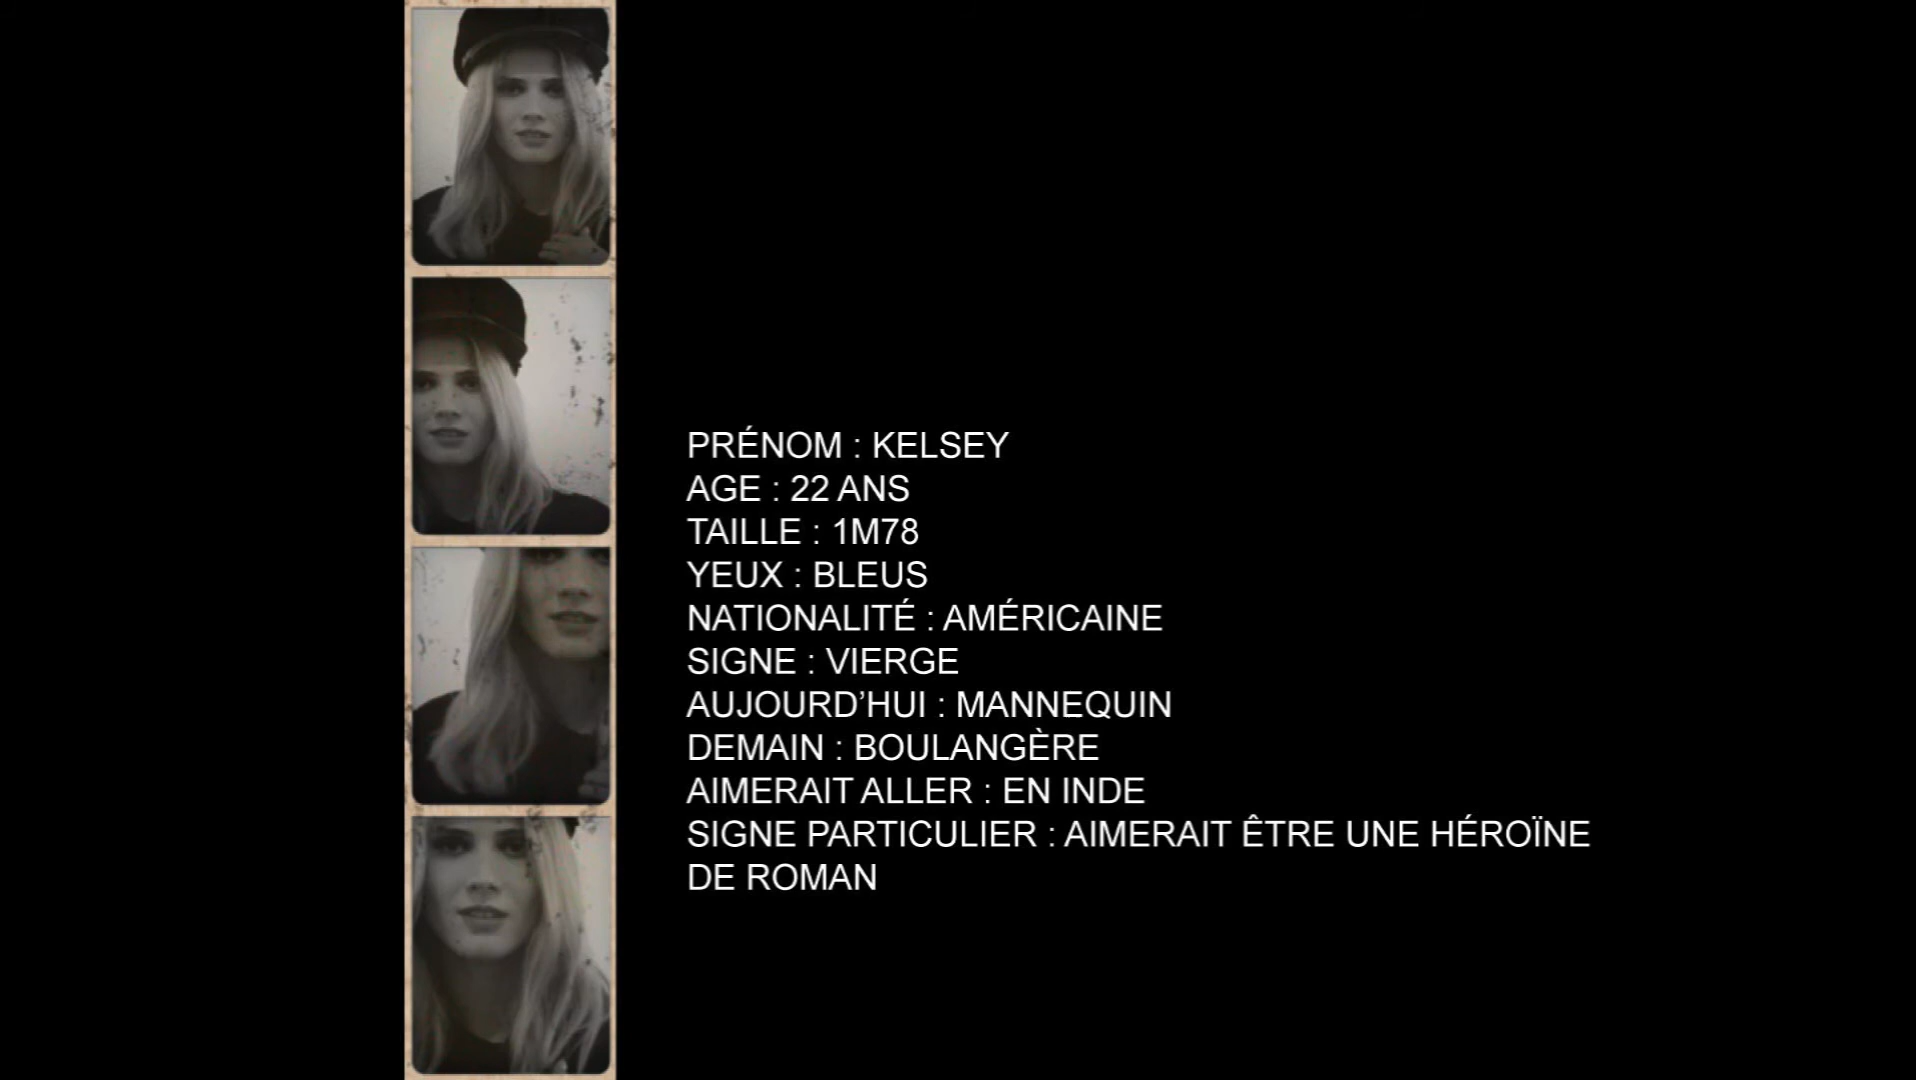 PRÉNOM : KELSEY
AGE : 22 ANS
TAILLE : 1M78
YEUX : BLEUS
NATIONALITÉ : AMÉRICAINE
SIGNE : VIERGE
AUJOURD’HUI : MANNEQUIN
DEMAIN : BOULANGÈRE
AIMERAIT ALLER : EN INDE
SIGNE PARTICULIER : AIMERAIT ÊTRE UNE HÉROÏNE
DE ROMAN